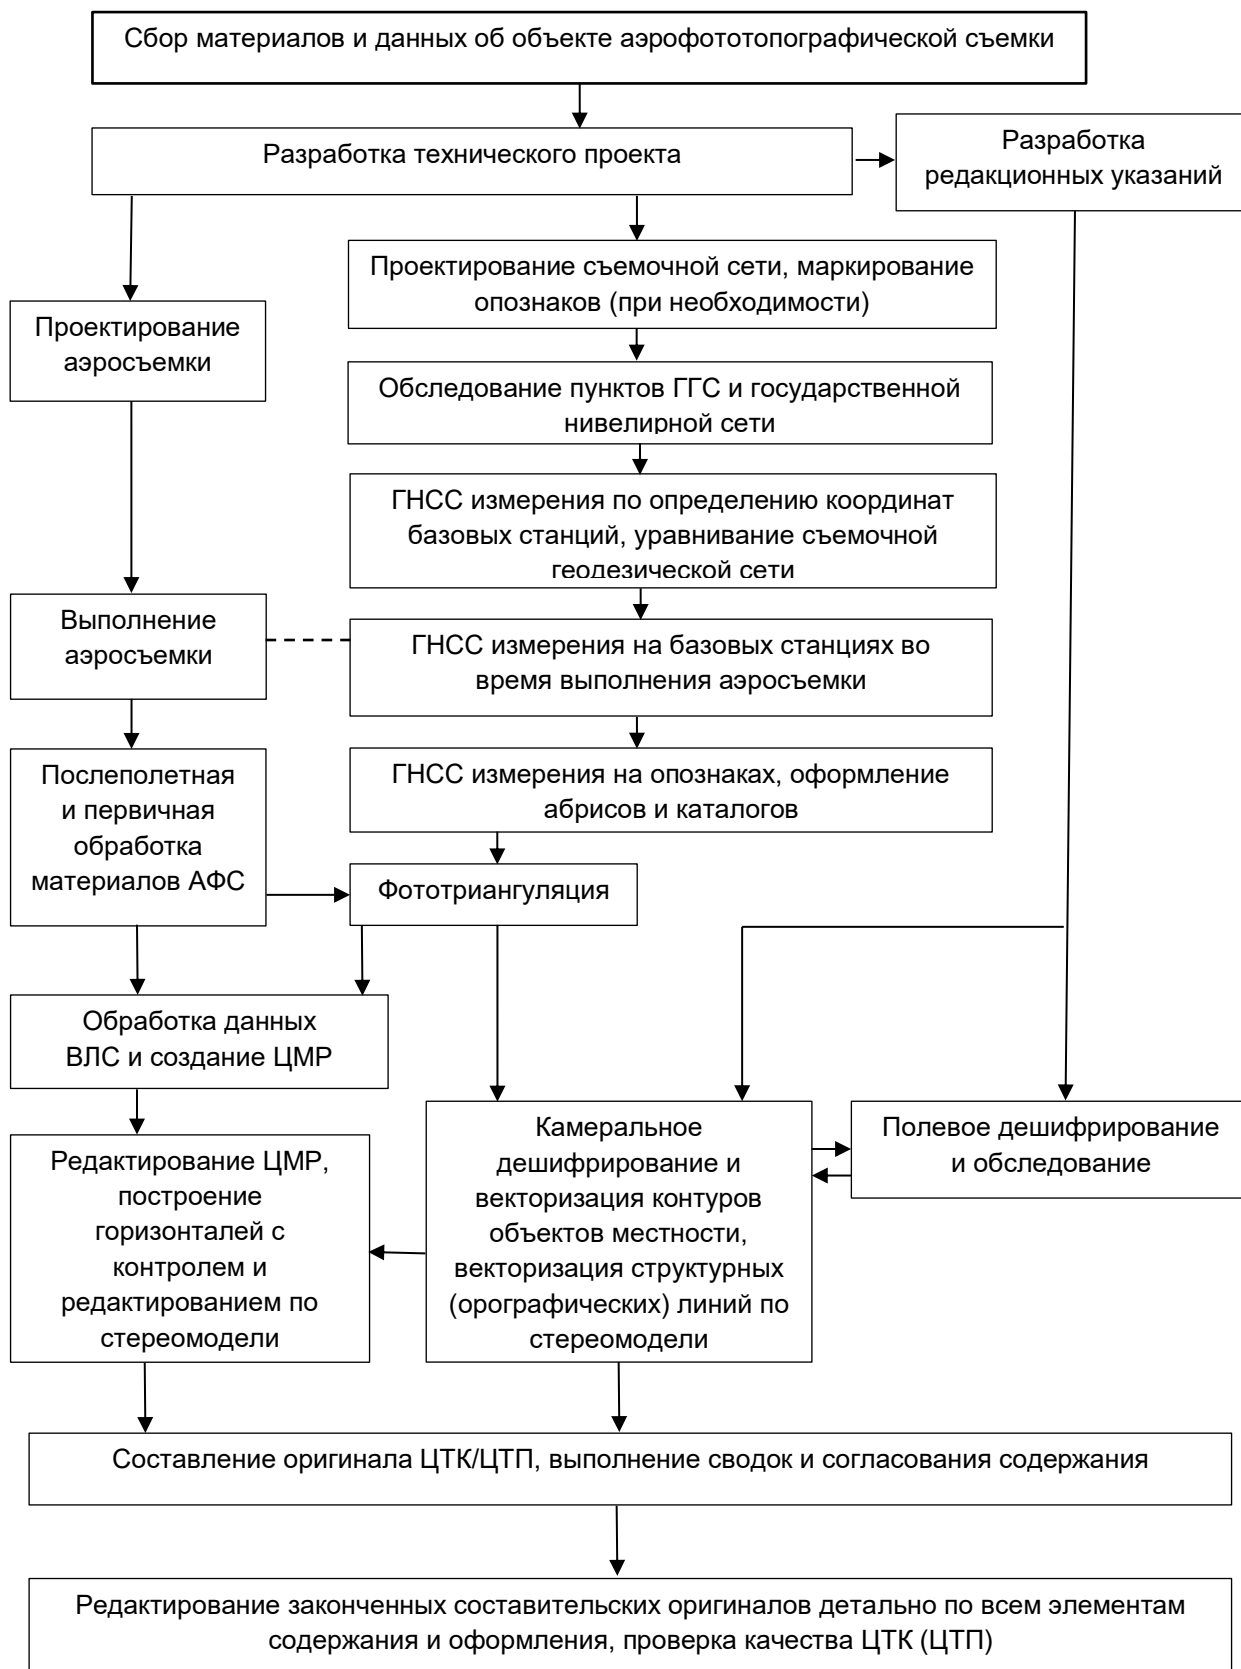 Сбор материалов и данных об объекте аэрофототопографической съемки
Разработка технического проекта
Разработка
редакционных указаний
Проектирование съемочной сети, маркирование
опознаков (при необходимости)
Проектирование
аэросъемки
Обследование пунктов ГГС и государственной
нивелирной сети
ГНСС измерения по определению координат
базовых станций, уравнивание съемочной
геодезической сети
Выполнение
аэросъемки
ГНСС измерения на базовых станциях во
время выполнения аэросъемки
Послеполетная
и первичная
обработка
материалов АФС
ГНСС измерения на опознаках, оформление
абрисов и каталогов
Фототриангуляция
Обработка данных
ВЛС и создание ЦМР
Редактирование ЦМР,
построение
горизонталей с
контролем и
редактированием по
стереомодели
Камеральное
дешифрирование и
векторизация контуров
объектов местности,
векторизация структурных
(орографических) линий по
стереомодели
Полевое дешифрирование
и обследование
Составление оригинала ЦТК/ЦТП, выполнение сводок и согласования содержания
Редактирование законченных составительских оригиналов детально по всем элементам
содержания и оформления, проверка качества ЦТК (ЦТП)